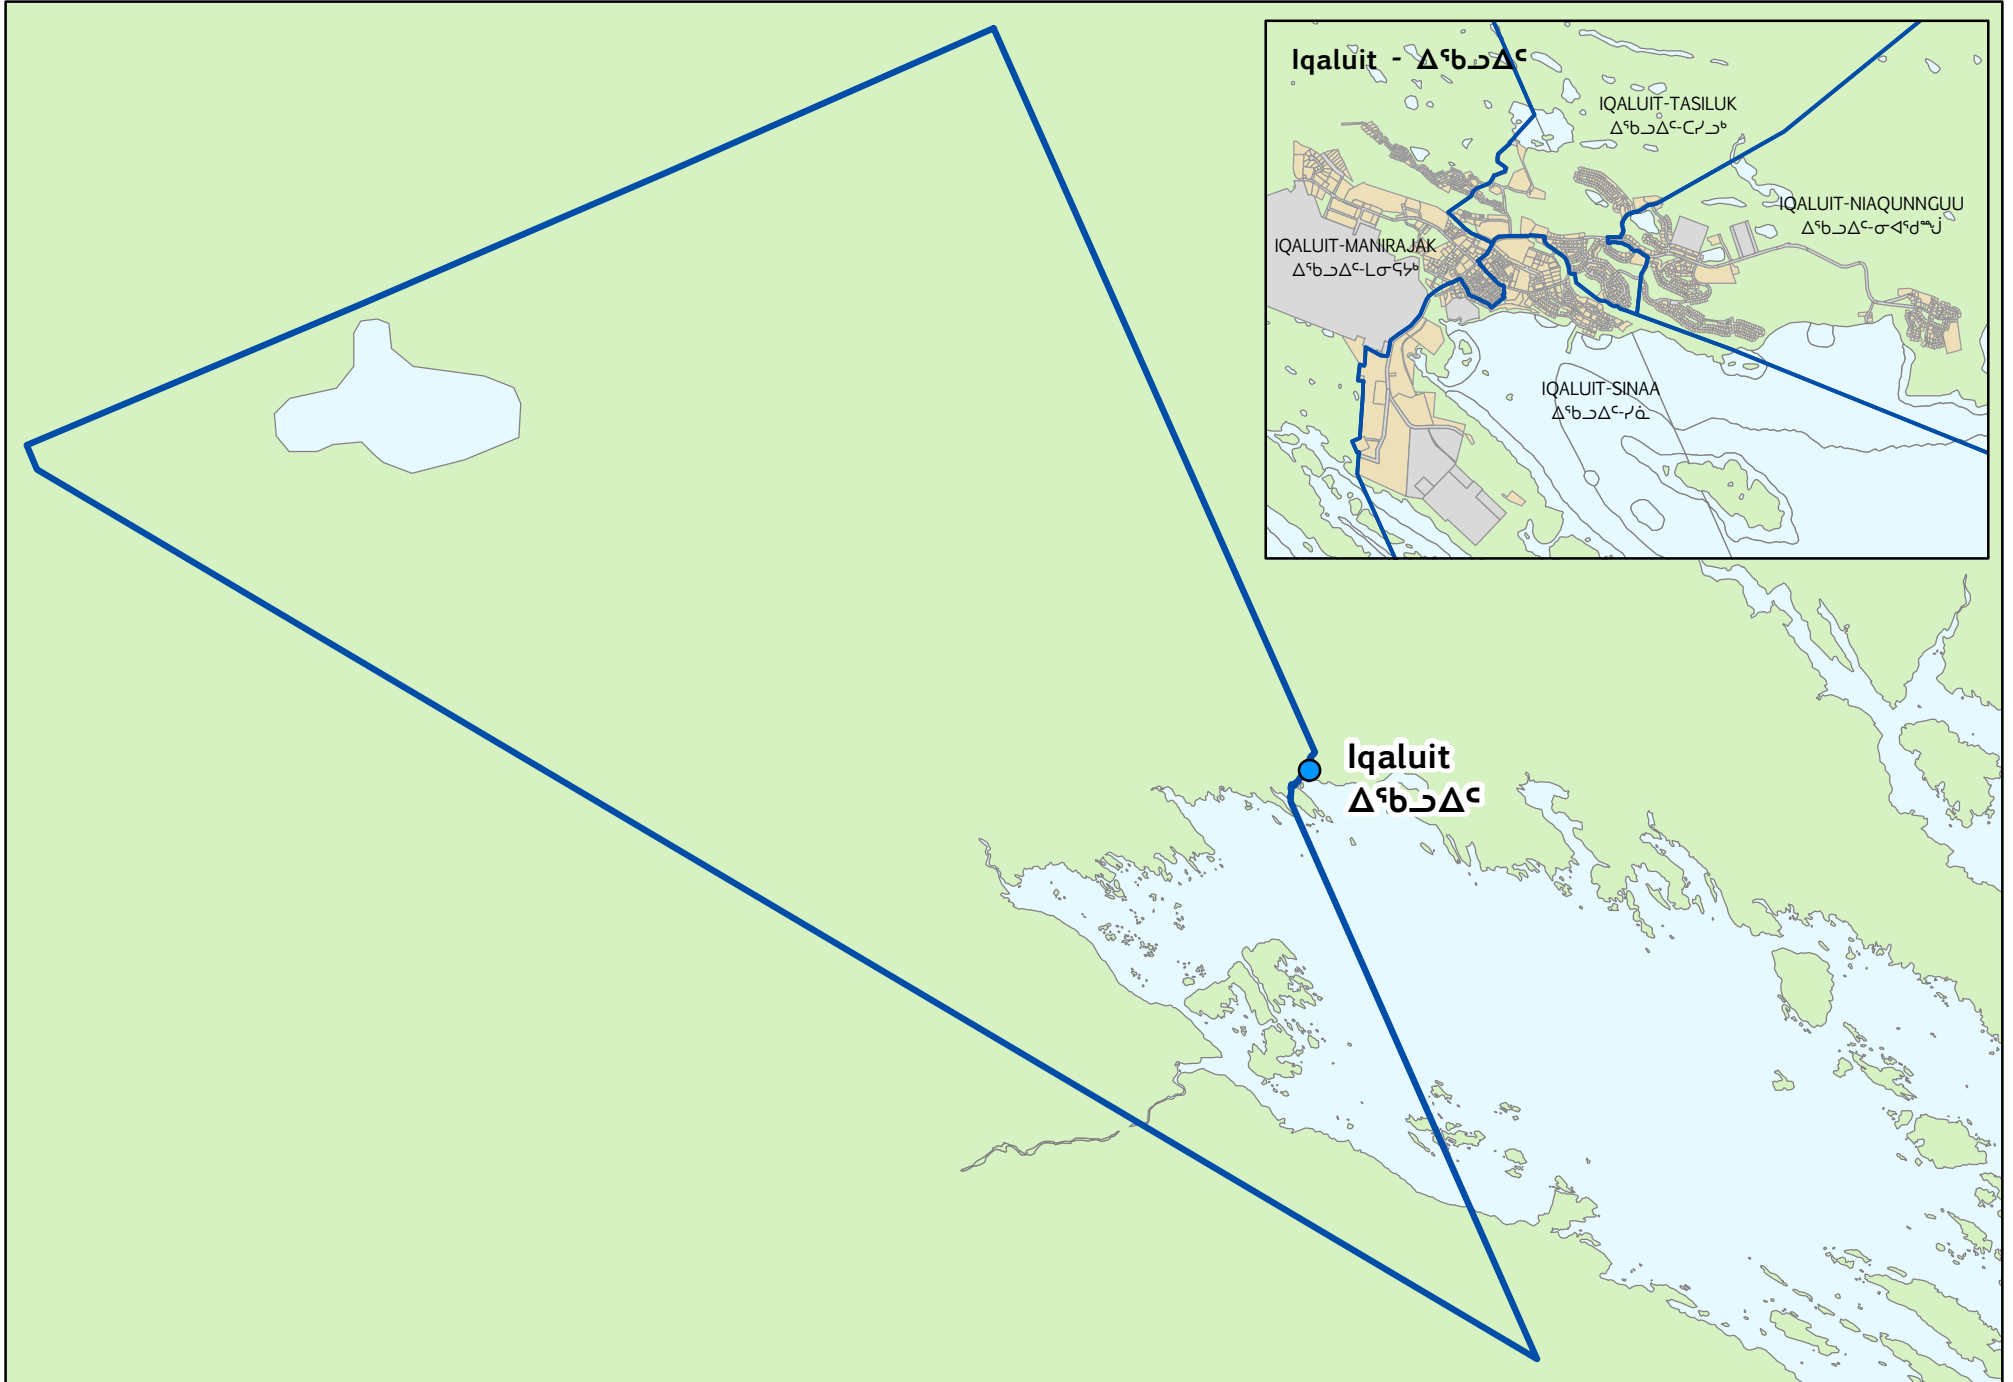 Iqaluit - ᐃᖃᓗᐃᑦ
IQALUIT-TASILUK
ᐃᖃᓗᐃᑦ-ᑕᓯᓗᒃ
IQALUIT-NIAQUNNGUU
ᐃᖃᓗᐃᑦ-ᓂᐊᖁᙴ
IQALUIT-MANIRAJAK
ᐃᖃᓗᐃᑦ-ᒪᓂᕋᔭᒃ
IQALUIT-SINAA
ᐃᖃᓗᐃᑦ-ᓯᓈ
Iqaluit
ᐃᖃᓗᐃᑦ